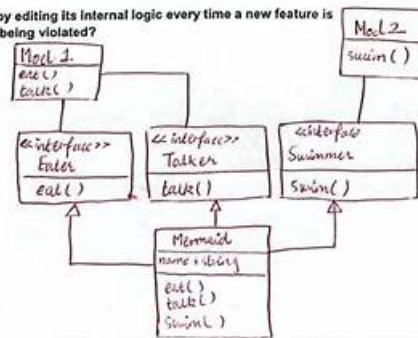 by editing its internal logic every time a new feature is
being violated?
Mod 1
eat()
talk()
Mod 2
swim()
<<interface>>
Eater
eat()
<<interface>>
Talker
talk()
<<interface
Swimmer
swim()
Mermaid
name : string
eat()
talk()
swim()